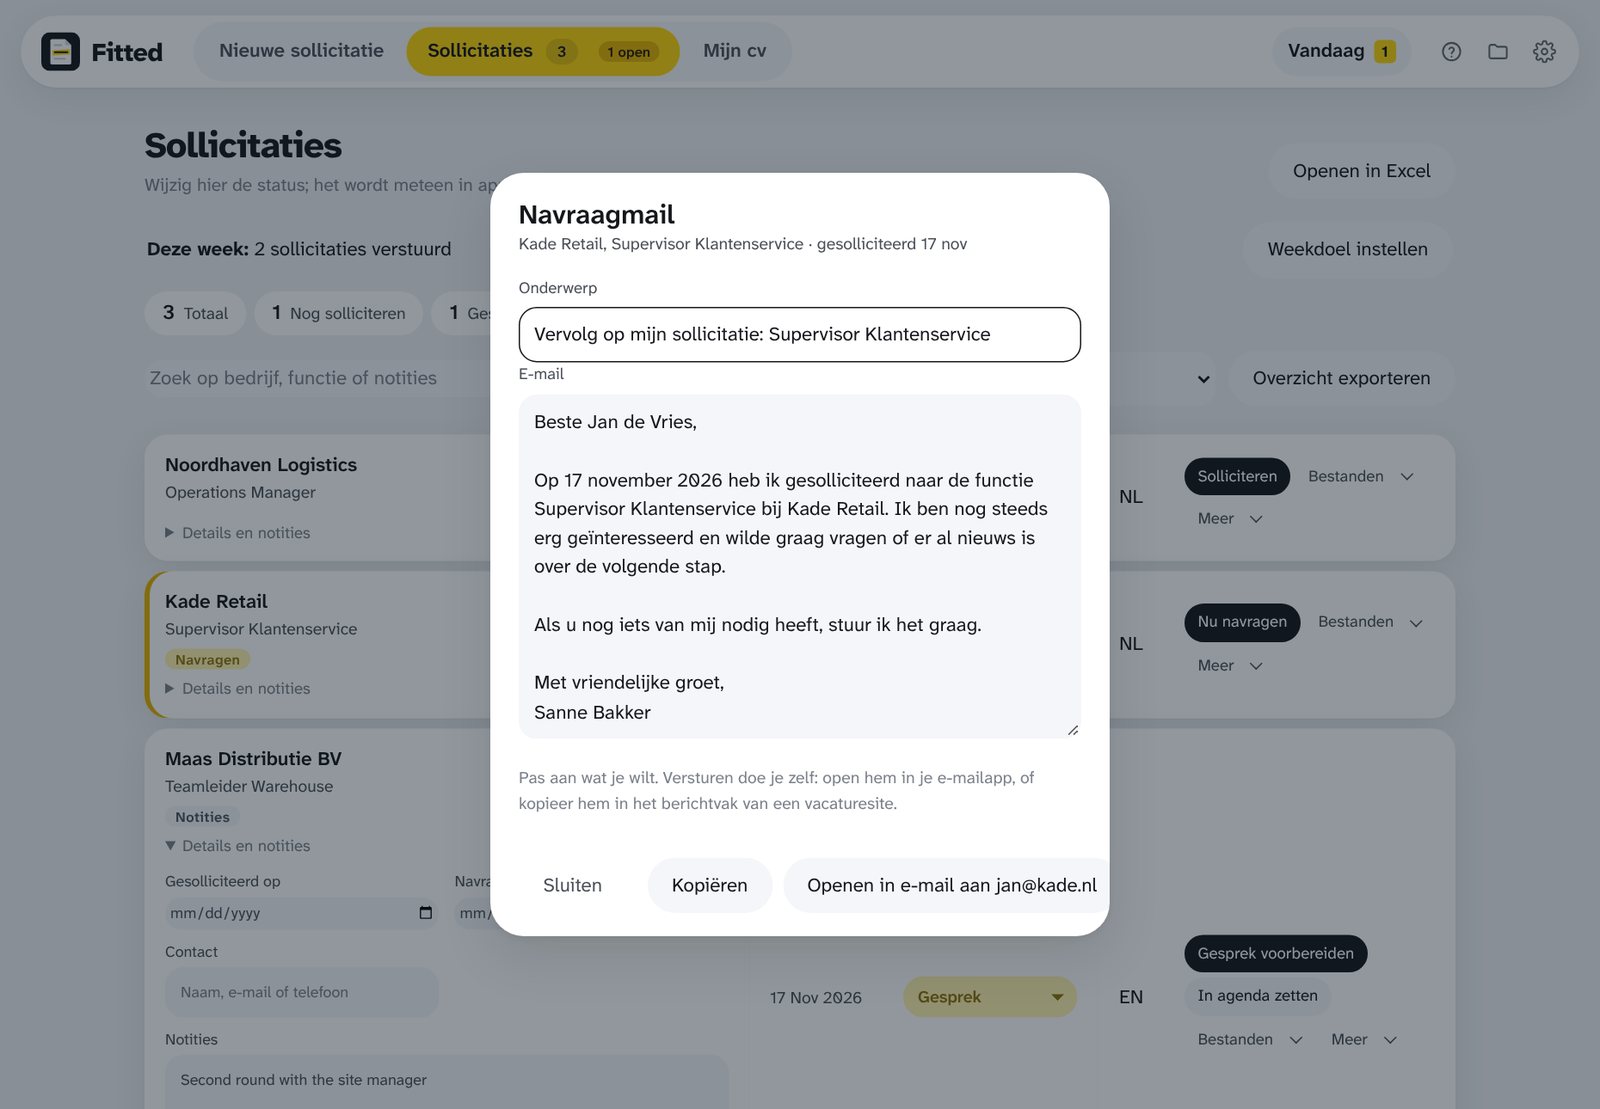 Fitted
Nieuwe sollicitatie
Sollicitaties 3 1 open
Mijn cv
Vandaag 1
Sollicitaties
Wijzig hier de status; het wordt meteen in
Openen in Excel
Deze week: 2 sollicitaties verstuurd
Weekdoel instellen
3 Totaal
1 Nog solliciteren
1
Zoek op bedrijf, functie of notities
Overzicht exporteren
Noordhaven Logistics
Operations Manager
Details en notities
NL
Solliciteren
Bestanden
Meer
Kade Retail
Supervisor Klantenservice
Navragen
Details en notities
NL
Nu navragen
Bestanden
Meer
Maas Distributie BV
Teamleider Warehouse
Notities
Details en notities
Gesolliciteerd op
mm/dd/yyyy
Contact
Naam, e-mail of telefoon
Notities
Second round with the site manager
17 Nov 2026
Gesprek
EN
Gesprek voorbereiden
In agenda zetten
Bestanden
Meer
Navraagmail
Kade Retail, Supervisor Klantenservice · gesolliciteerd 17 nov
Onderwerp
Vervolg op mijn sollicitatie: Supervisor Klantenservice
E-mail
Beste Jan de Vries,
Op 17 november 2026 heb ik gesolliciteerd naar de functie
Supervisor Klantenservice bij Kade Retail. Ik ben nog steeds
erg geïnteresseerd en wilde graag vragen of er al nieuws is
over de volgende stap.
Als u nog iets van mij nodig heeft, stuur ik het graag.
Met vriendelijke groet,
Sanne Bakker
Pas aan wat je wilt. Versturen doe je zelf: open hem in je e-mailapp, of
kopieer hem in het berichtvak van een vacaturesite.
Sluiten
Kopiëren
Openen in e-mail aan jan@kade.nl